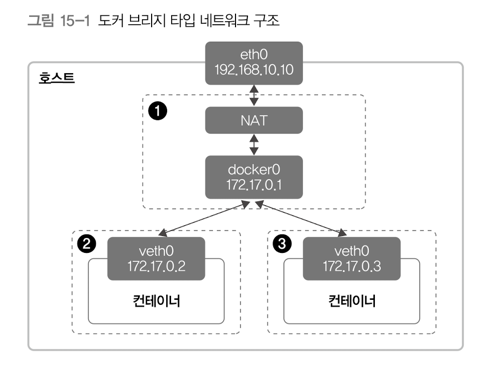 그림 15-1 도커 브리지 타입 네트워크 구조
eth0
192.168.10.10
호스트
1
NAT
docker0
172.17.0.1
2
veth0
172.17.0.2
컨테이너
3
veth0
172.17.0.3
컨테이너